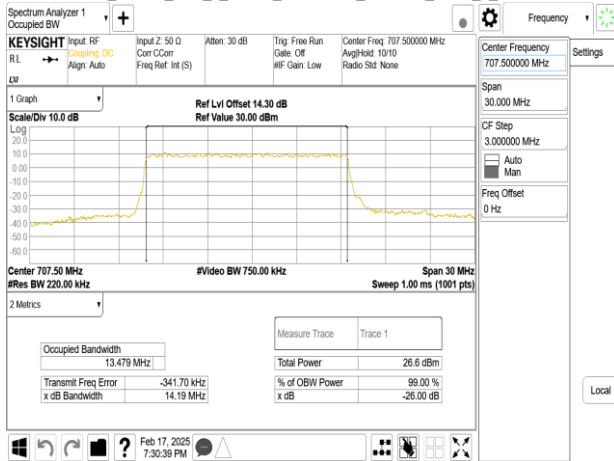 Spectrum Analyzer 1
Occupied BW
+
Frequency
KEYSIGHT
Input: RF
Coupling: DC
Align: Auto
Input Z: 50 Ω
Corr CCorr
Freq Ref: Int (S)
Atten: 30 dB
Trig: Free Run
Gate: Off
#IF Gain: Low
Center Freq: 707.500000 MHz
Avg|Hold: 10/10
Radio Std: None
RL
LXI
Center Frequency
707.500000 MHz
Settings
Span
30.000 MHz
CF Step
3.000000 MHz
Auto
Man
Freq Offset
0 Hz
Local
1 Graph
Scale/Div 10.0 dB
Ref Lvl Offset 14.30 dB
Ref Value 30.00 dBm
Log
20.0
10.0
0.00
-10.0
-20.0
-30.0
-40.0
-50.0
-60.0
Center 707.50 MHz
#Video BW 750.00 kHz
Span 30 MHz
#Res BW 220.00 kHz
Sweep 1.00 ms (1001 pts)
2 Metrics
Measure Trace
Trace 1
Occupied Bandwidth
13.479 MHz
Total Power
26.6 dBm
Transmit Freq Error
-341.70 kHz
% of OBW Power
99.00 %
x dB Bandwidth
14.19 MHz
x dB
-26.00 dB
?
Feb 17, 2025
7:30:39 PM